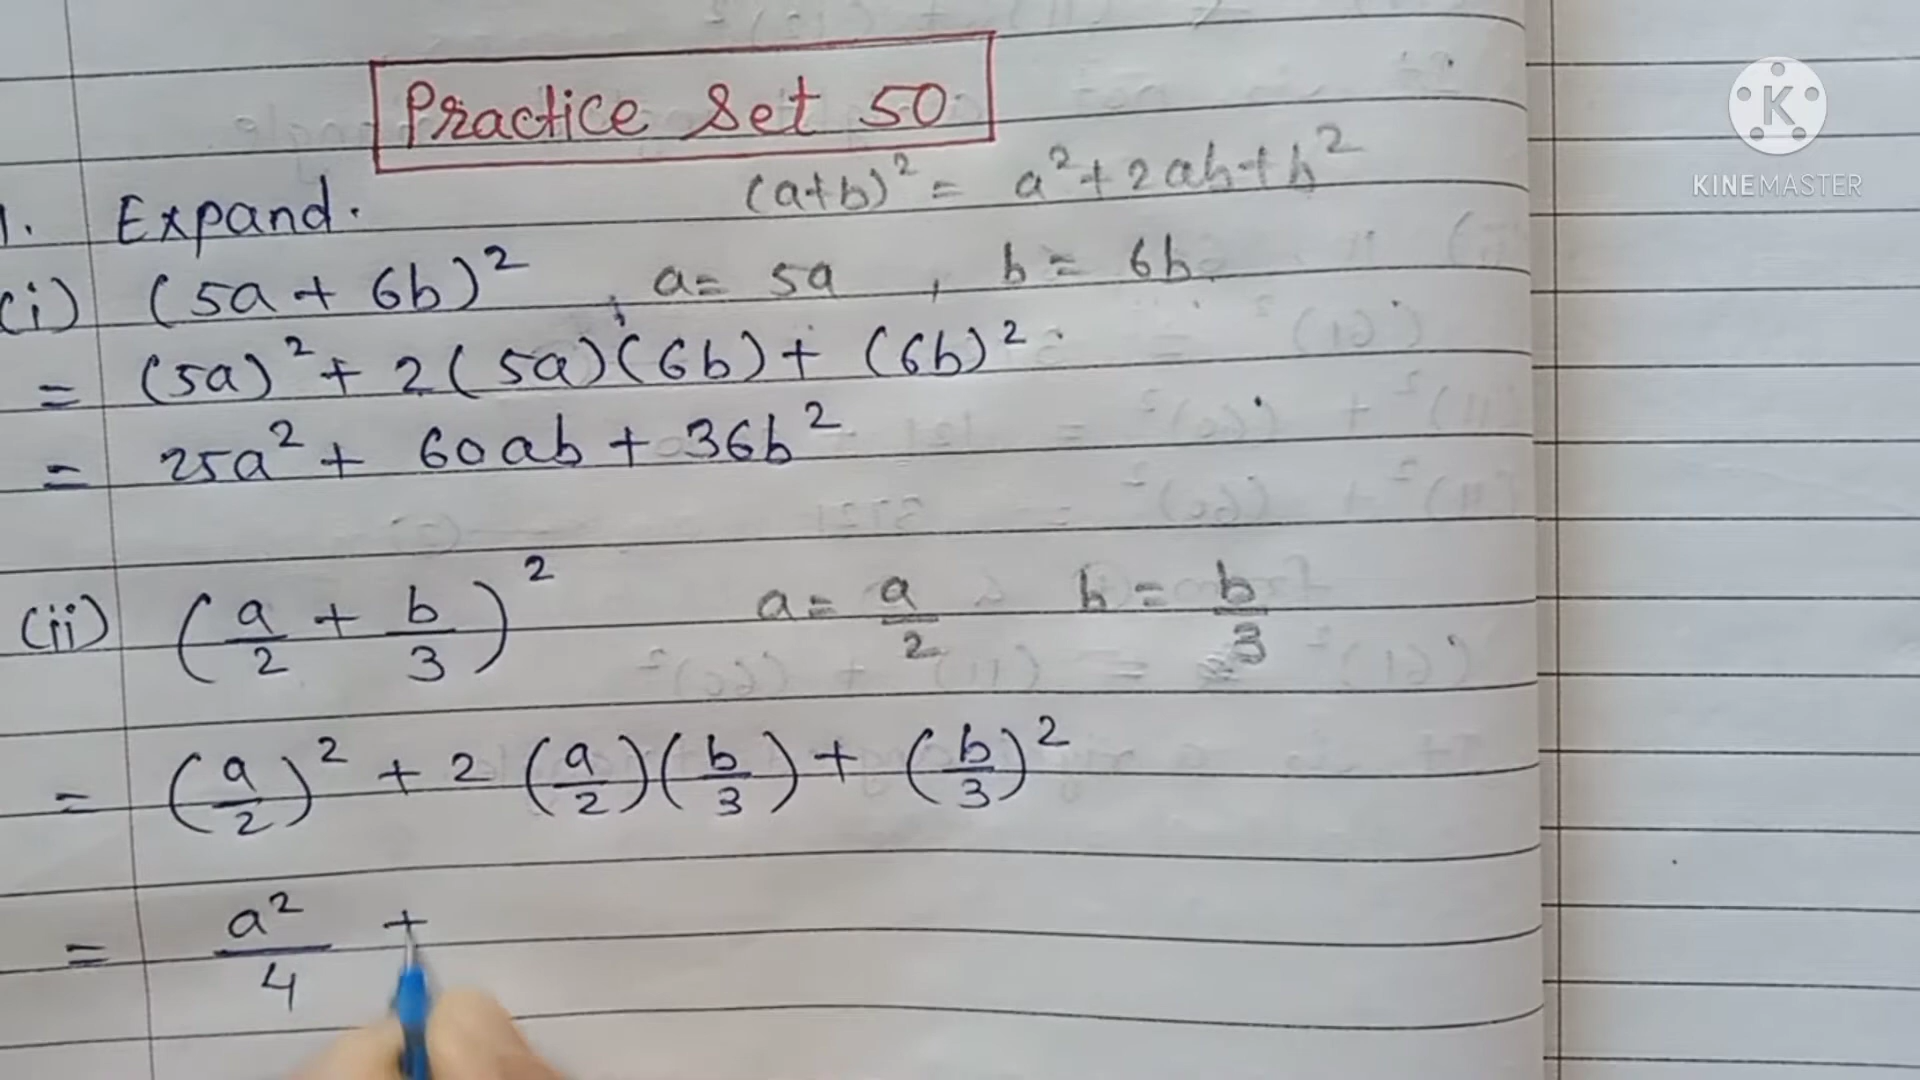 Practice Set 50
(a+b)² = a²+2ab+b²
1. Expand.
(i) (5a + 6b)² , a = 5a , b = 6b
= (5a)² + 2(5a)(6b) + (6b)²
= 25a² + 60ab + 36b²
(ii) (a/2 + b/3)² a = a/2 b = b/3
= (a/2)² + 2(a/2)(b/3) + (b/3)²
= a²/4 +
K
KINEMASTER